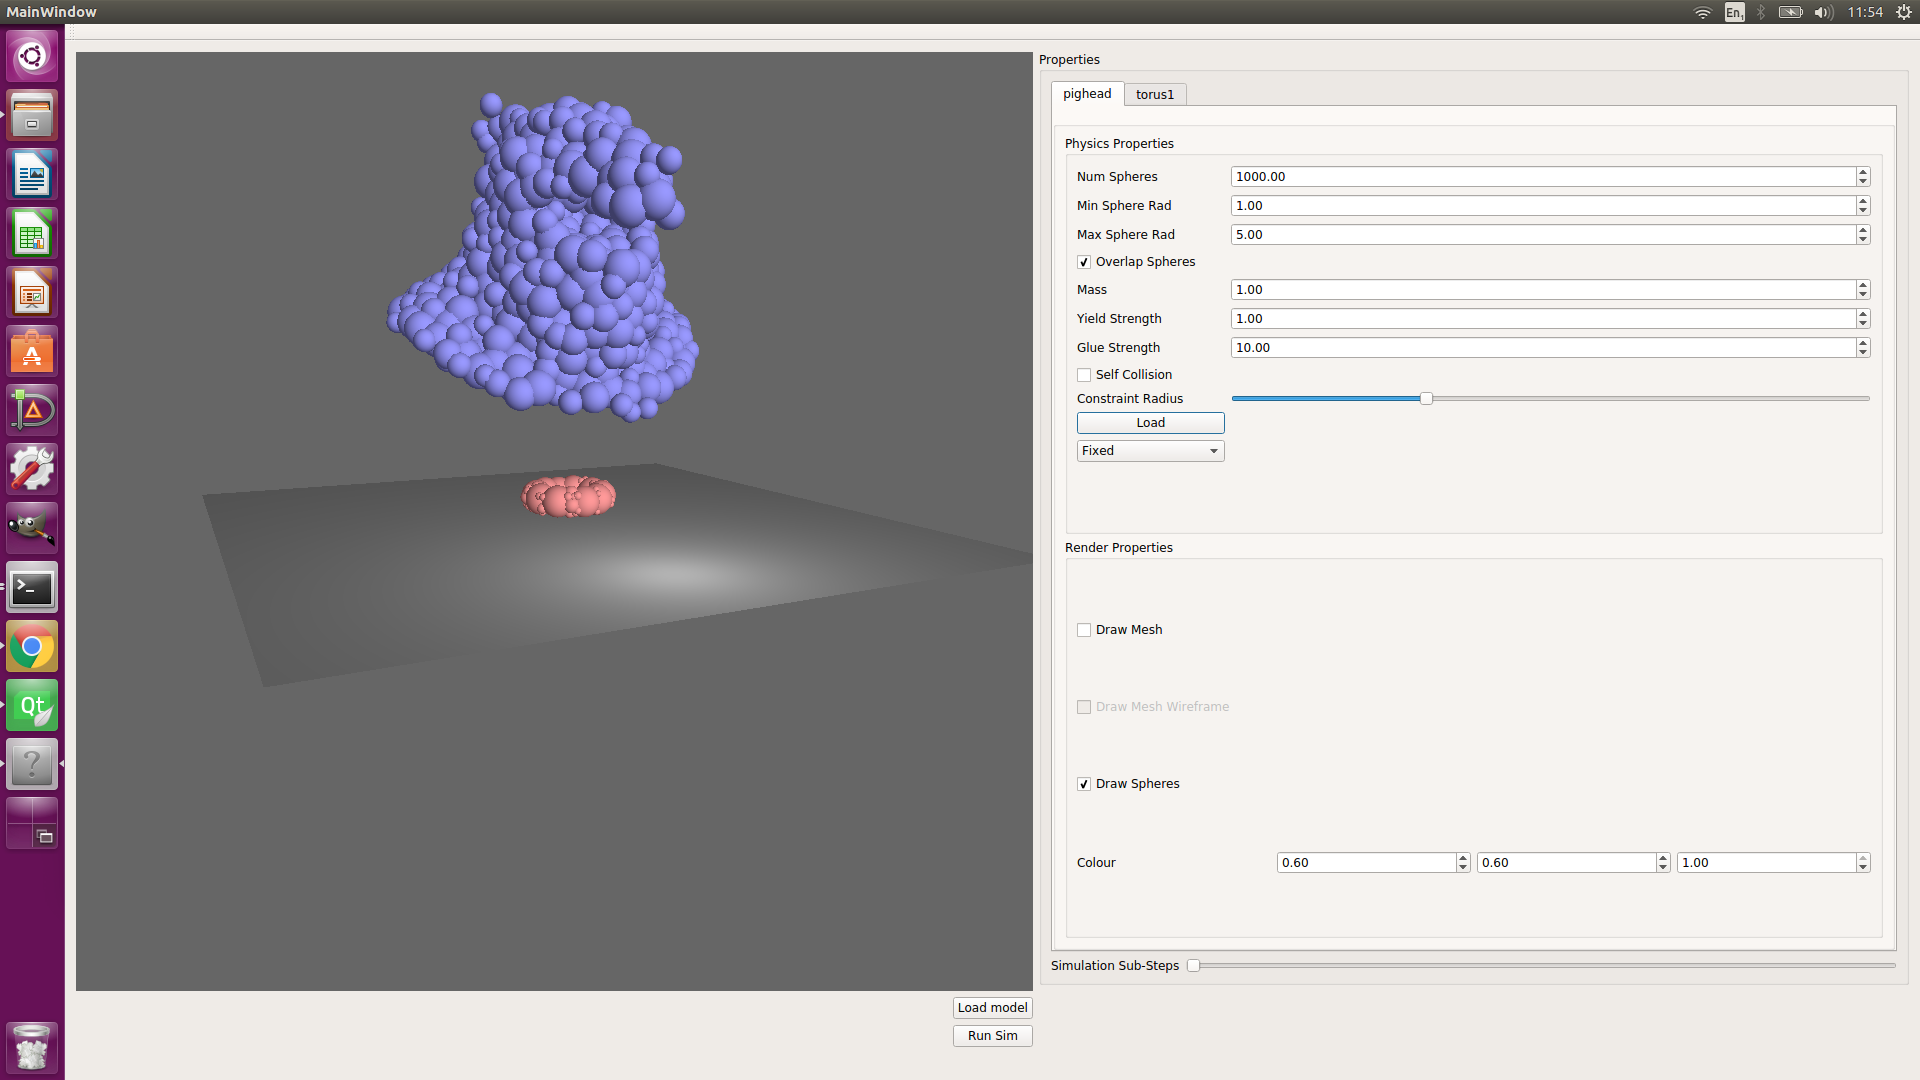 MainWindow
En1
11:54
Properties
pighead torus1
Physics Properties
Num Spheres 1000.00
Min Sphere Rad 1.00
Max Sphere Rad 5.00
Overlap Spheres
Mass 1.00
Yield Strength 1.00
Glue Strength 10.00
Self Collision
Constraint Radius
Load
Fixed
Render Properties
Draw Mesh
Draw Mesh Wireframe
Draw Spheres
Colour 0.60 0.60 1.00
Simulation Sub-Steps
Load model
Run Sim
Qt